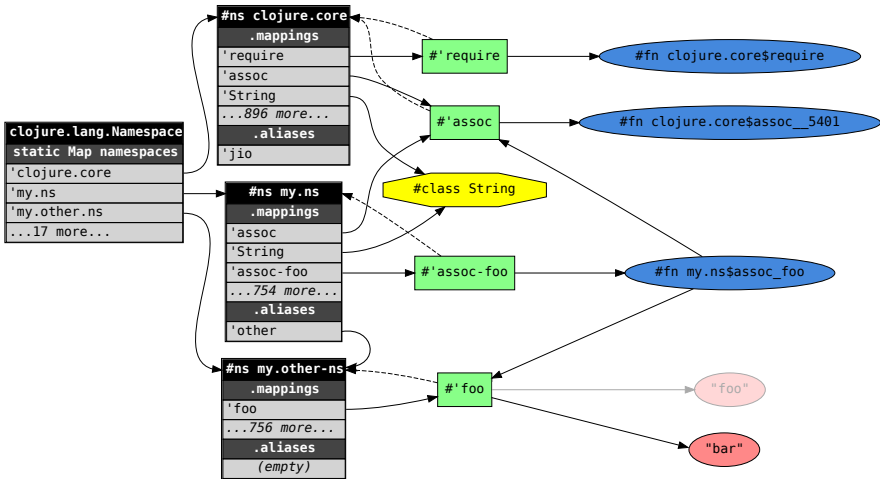 clojure.lang.Namespace
static Map namespaces
'clojure.core
'my.ns
'my.other.ns
...17 more...
#ns clojure.core
.mappings
'require
'assoc
'String
...896 more...
.aliases
'jio
#ns my.ns
.mappings
'assoc
'String
'assoc-foo
...754 more...
.aliases
'other
#ns my.other-ns
.mappings
'foo
...756 more...
.aliases
(empty)
#'require
#'assoc
#class String
#'assoc-foo
#'foo
#fn clojure.core$require
#fn clojure.core$assoc__5401
#fn my.ns$assoc_foo
"foo"
"bar"